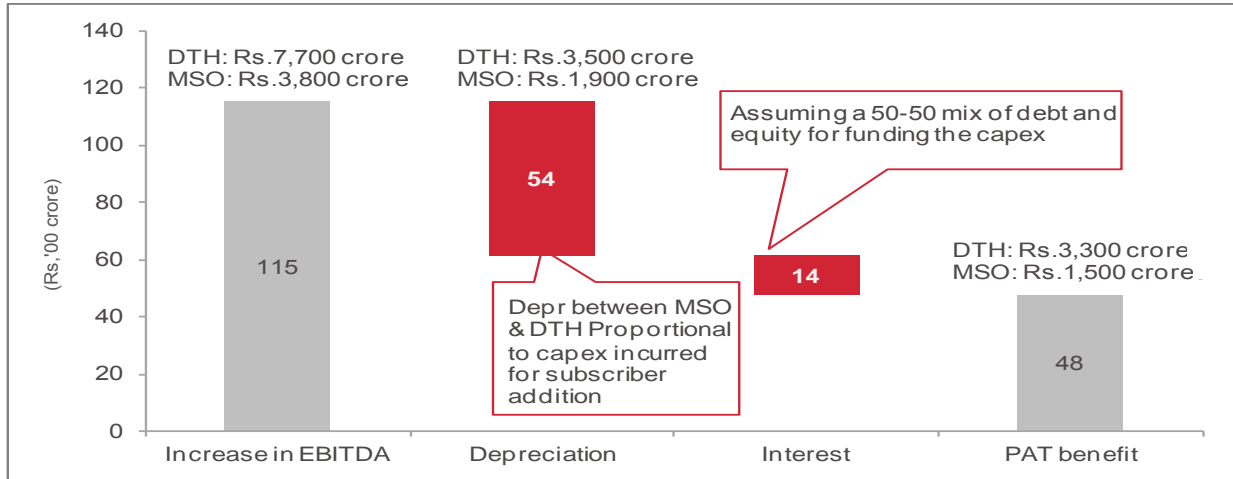 140
120
100
80
60
40
20
0
(Rs,'00 crore)
DTH: Rs.7,700 crore
MSO: Rs.3,800 crore
DTH: Rs.3,500 crore
MSO: Rs.1,900 crore
Assuming a 50-50 mix of debt and
equity for funding the capex
DTH: Rs.3,300 crore
MSO: Rs.1,500 crore
115
54
14
48
Depr between MSO
& DTH Proportional
to capex incurred
for subscriber
addition
Increase in EBITDA
Depreciation
Interest
PAT benefit